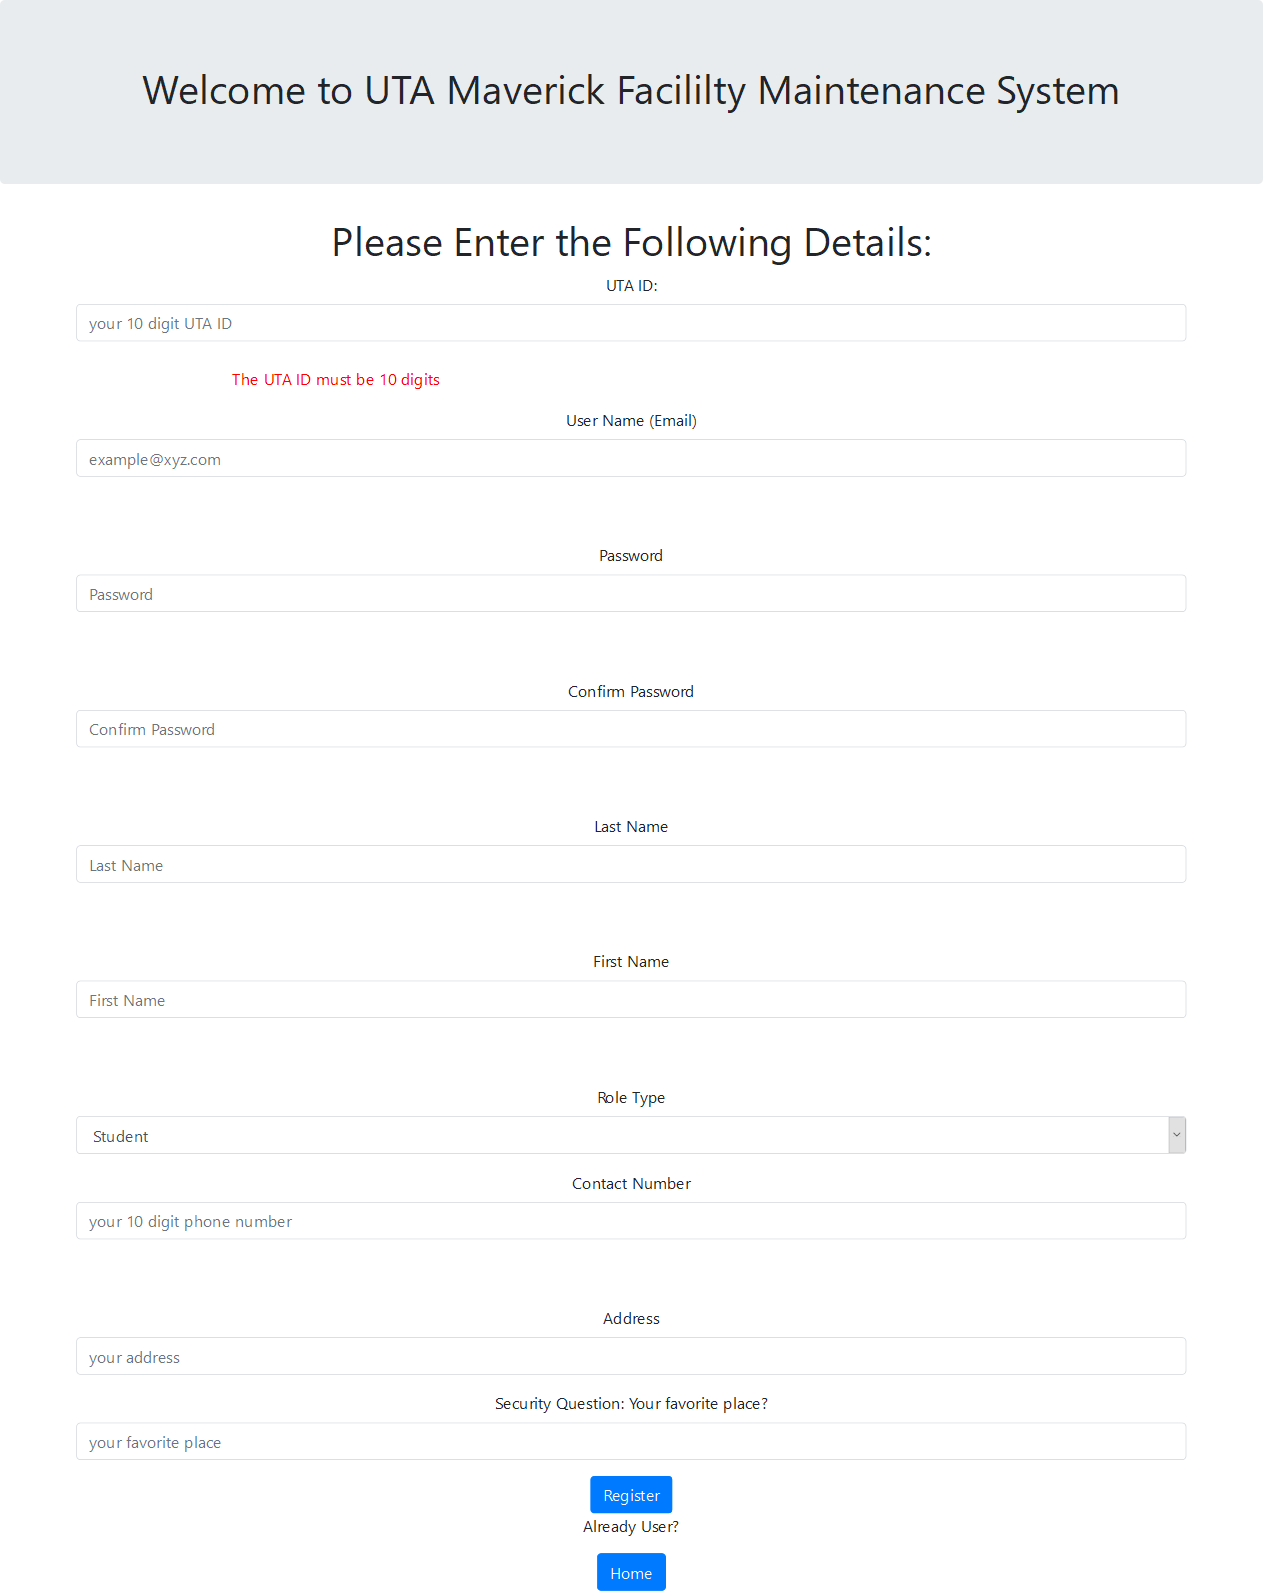 Welcome to UTA Maverick Facililty Maintenance System
Please Enter the Following Details:
UTA ID:
your 10 digit UTA ID
The UTA ID must be 10 digits
User Name (Email)
example@xyz.com
Password
Password
Confirm Password
Confirm Password
Last Name
Last Name
First Name
First Name
Role Type
Student
Contact Number
your 10 digit phone number
Address
your address
Security Question: Your favorite place?
your favorite place
Register
Already User?
Home